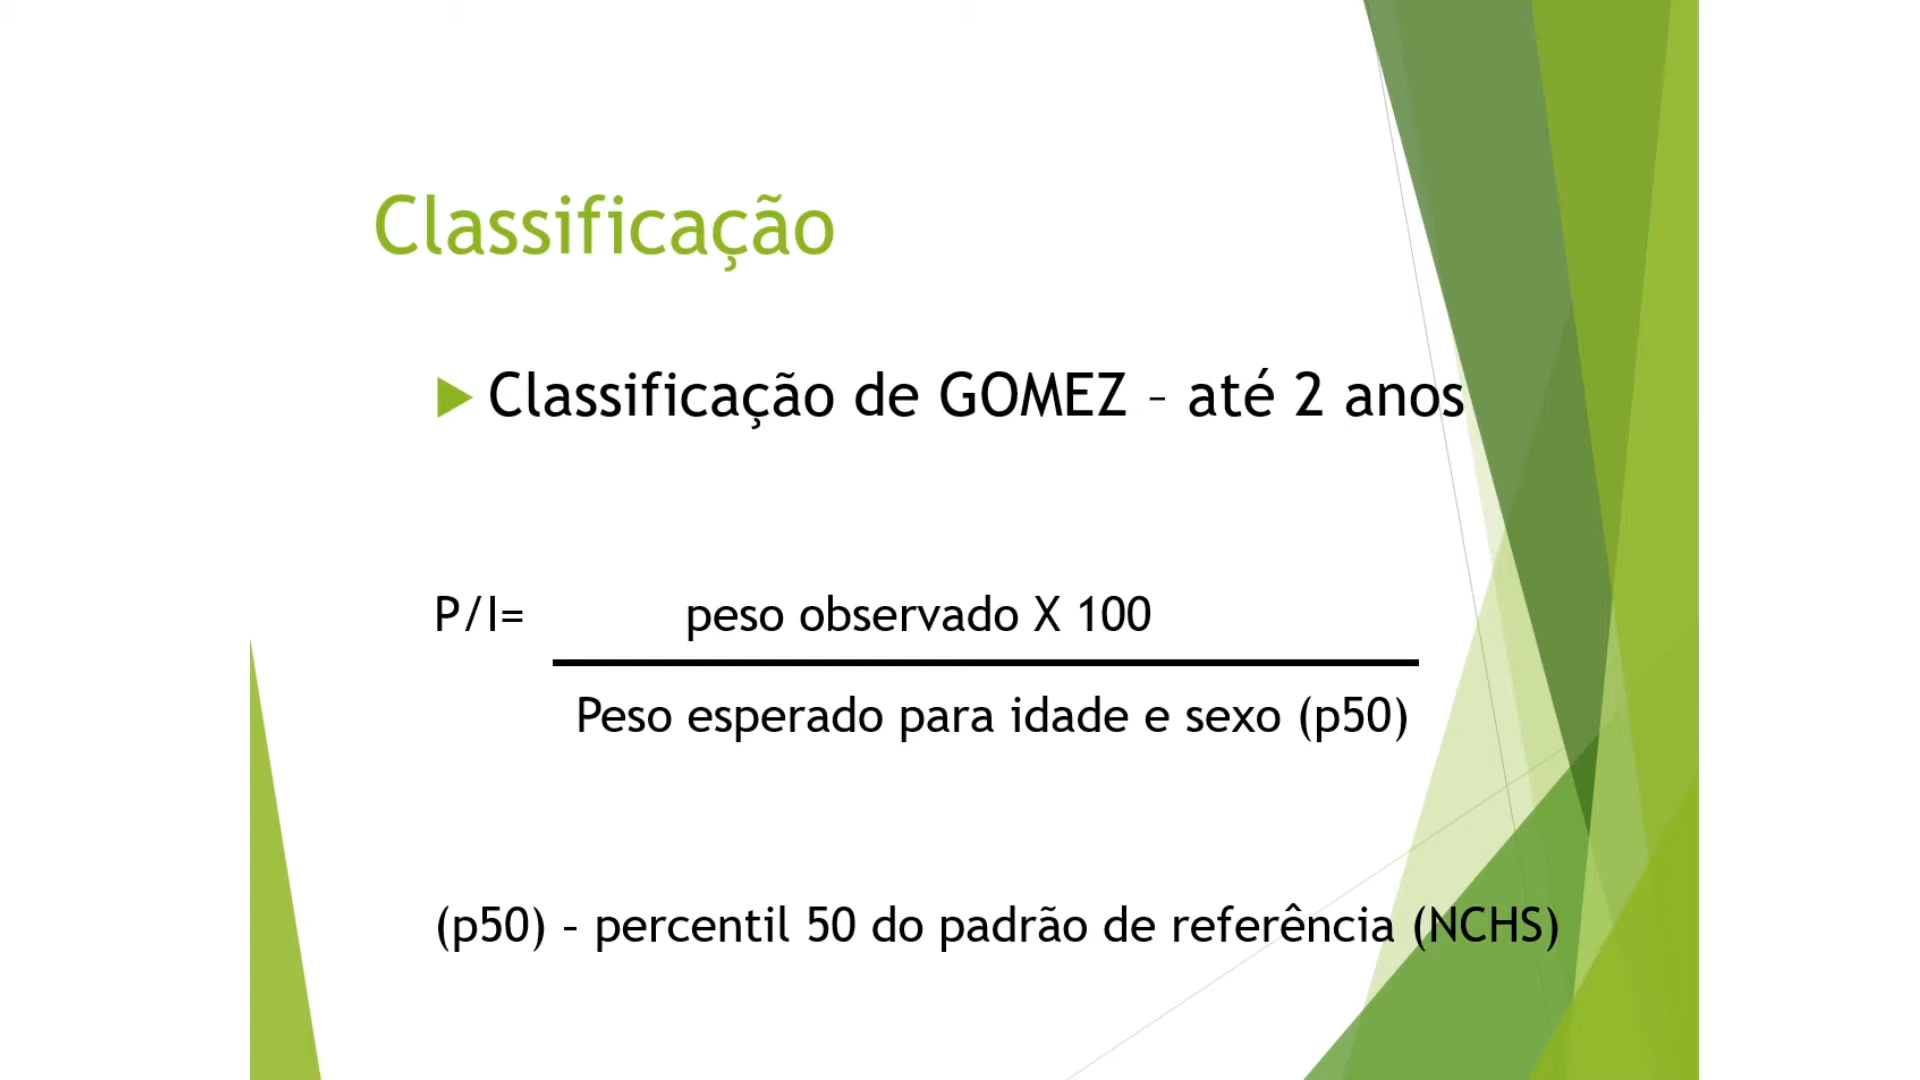 Classificação
Classificação de GOMEZ – até 2 anos
P/I= peso observado X 100
Peso esperado para idade e sexo (p50)
(p50) – percentil 50 do padrão de referência (NCHS)